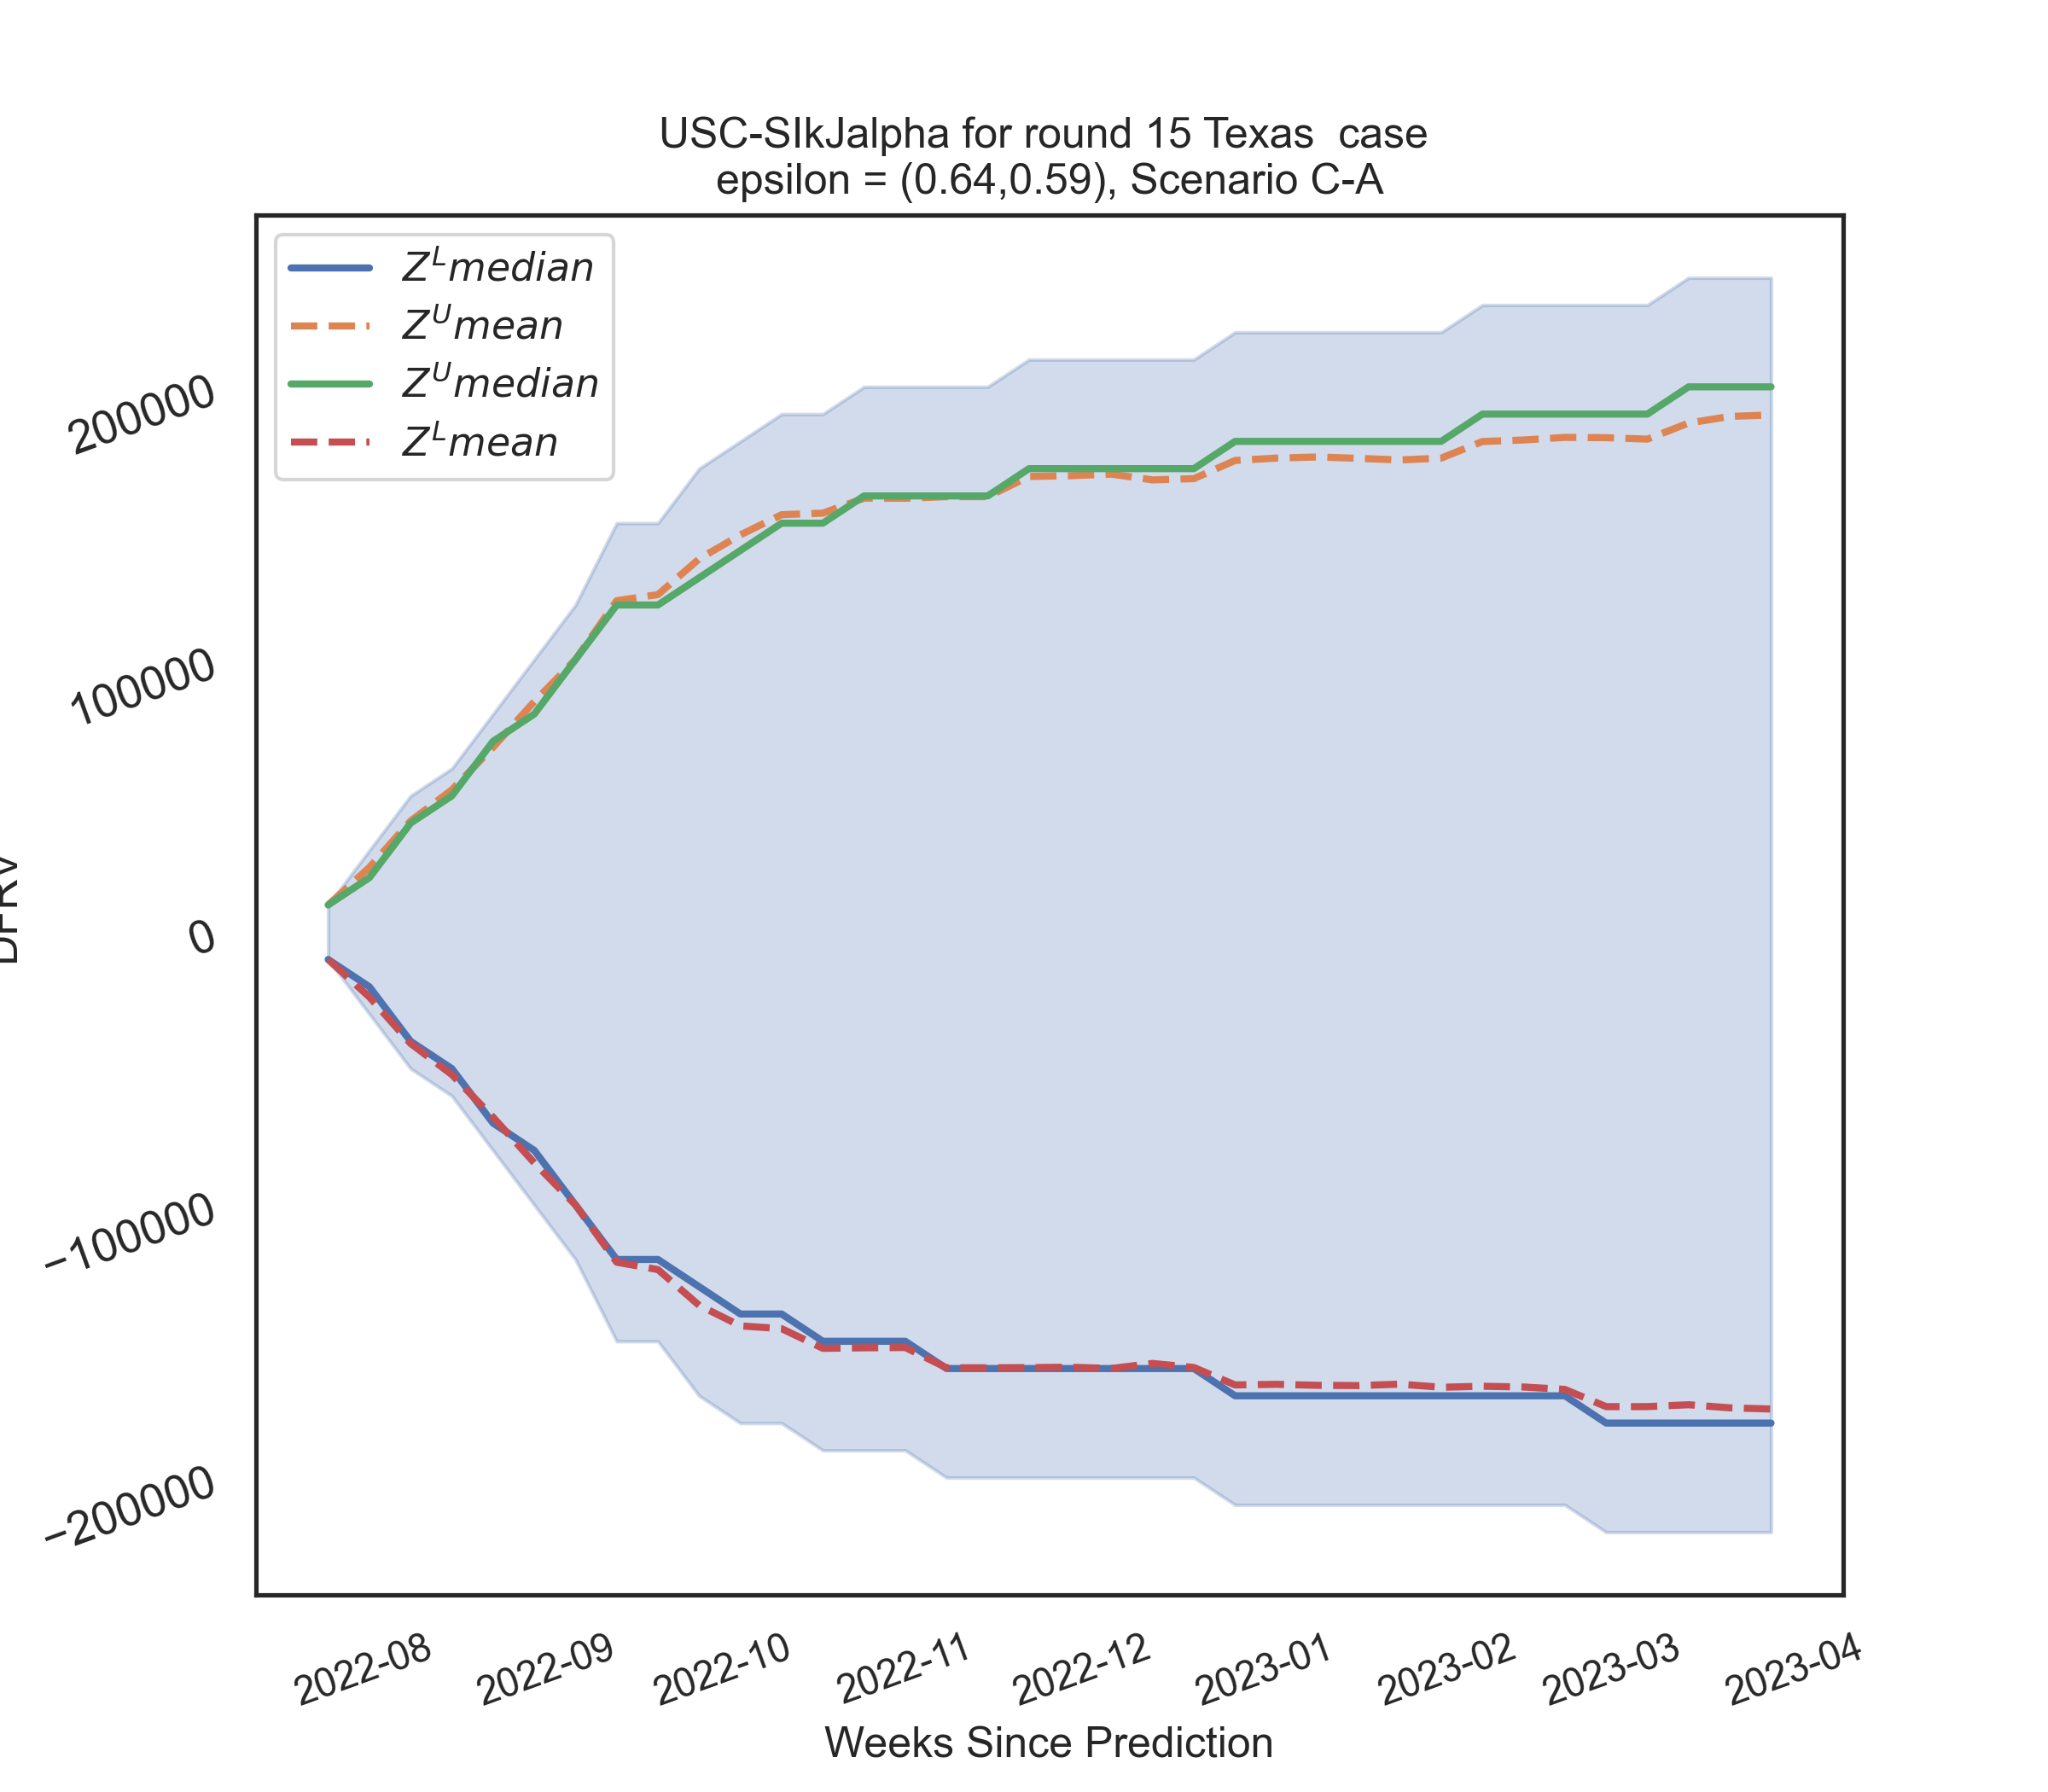 USC-SIkJalpha for round 15 Texas  case
epsilon = (0.64,0.59), Scenario C-A
Z^L median
Z^U mean
Z^U median
Z^L mean
200000
100000
0
−100000
−200000
2022-08
2022-09
2022-10
2022-11
2022-12
2023-01
2023-02
2023-03
2023-04
Weeks Since Prediction